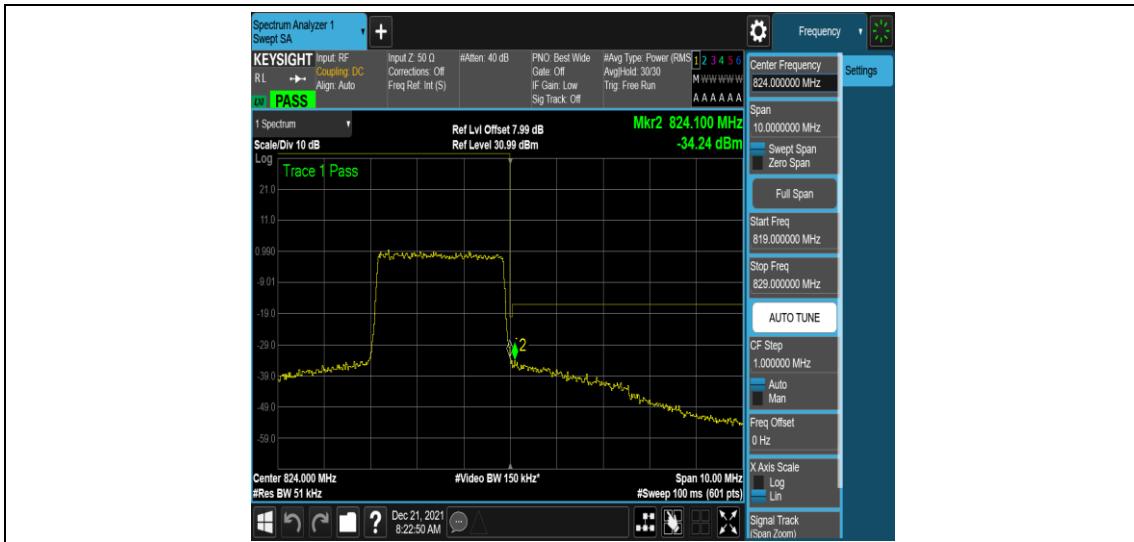 Spectrum Analyzer 1
Swept SA
+
Frequency
KEYSIGHT
RL
PASS
Input: RF
Coupling: DC
Align: Auto
Input Z: 50 Ω
Corrections: Off
Freq Ref: Int (S)
#Atten: 40 dB
PNO: Best Wide
Gate: Off
IF Gain: Low
Sig Track: Off
#Avg Type: Power (RMS
Avg|Hold: 30/30
Trig: Free Run
1 2 3 4 5 6
M W W W W W
A A A A A A
1 Spectrum
Scale/Div 10 dB
Ref Lvl Offset 7.99 dB
Ref Level 30.99 dBm
Mkr2 824.100 MHz
-34.24 dBm
Log
Trace 1 Pass
21.0
11.0
0.990
-9.01
-19.0
-29.0
-39.0
-49.0
-59.0
2
Center 824.000 MHz
#Res BW 51 kHz
#Video BW 150 kHz*
Span 10.00 MHz
#Sweep 100 ms (601 pts)
?
Dec 21, 2021
8:22:50 AM
Center Frequency
824.000000 MHz
Settings
Span
10.0000000 MHz
Swept Span
Zero Span
Full Span
Start Freq
819.000000 MHz
Stop Freq
829.000000 MHz
AUTO TUNE
CF Step
1.000000 MHz
Auto
Man
Freq Offset
0 Hz
X Axis Scale
Log
Lin
Signal Track
(Span Zoom)